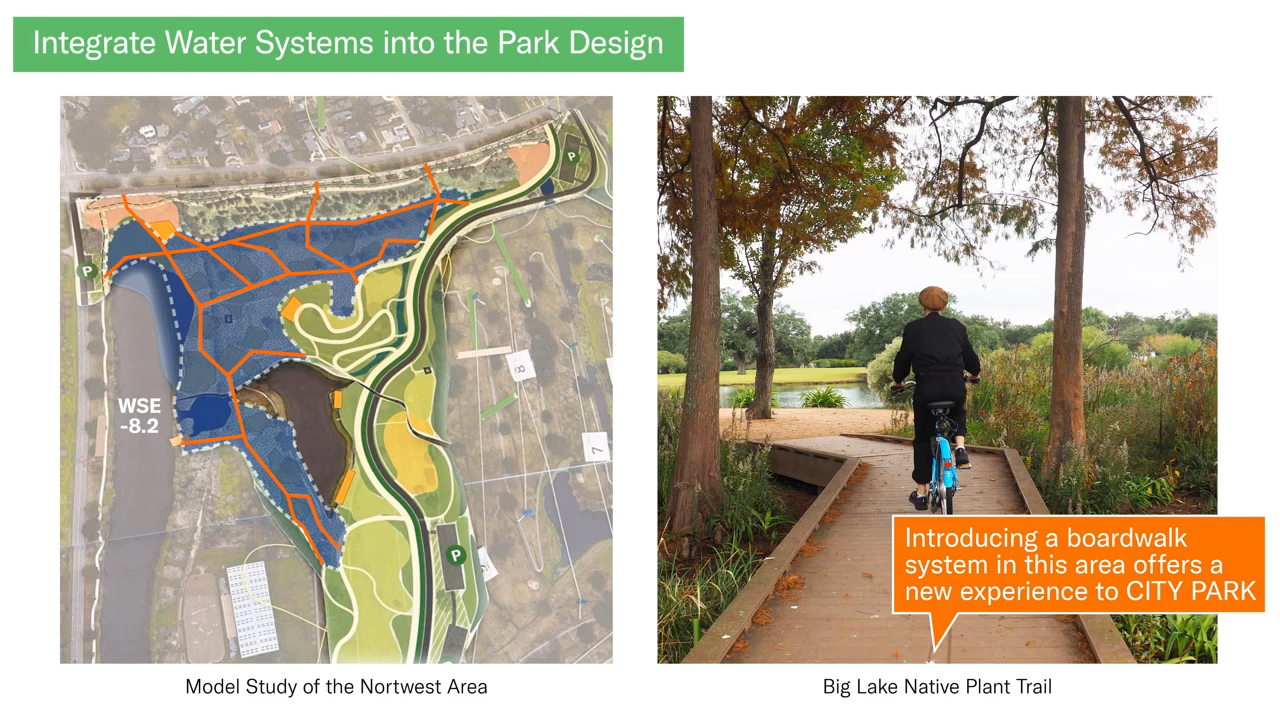 Integrate Water Systems into the Park Design
P
P
WSE
-8.2
8
7
P
Introducing a boardwalk
system in this area offers a
new experience to CITY PARK
Model Study of the Nortwest Area
Big Lake Native Plant Trail